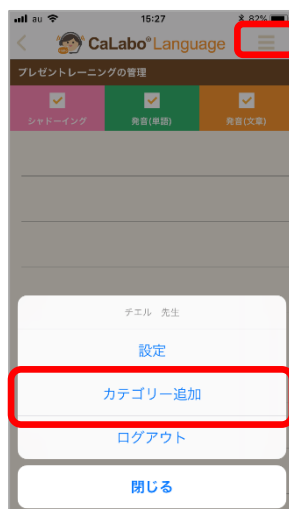 au 15:27 82%
CaLabo® Language
プレゼントレーニングの管理
シャドーイング 発音(単語) 発音(文章)
チエル 先生
設定
カテゴリー追加
ログアウト
閉じる